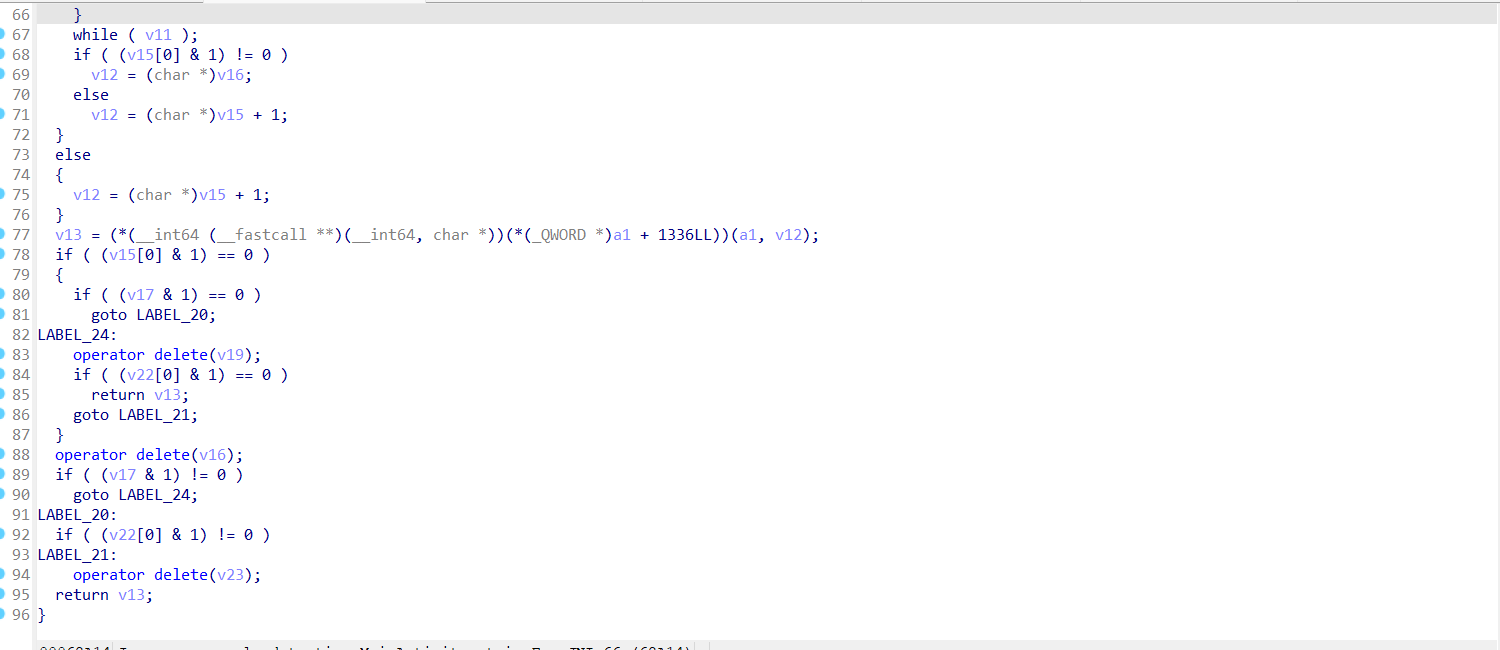 66 }
67 while ( v11 );
68 if ( (v15[0] & 1) != 0 )
69 v12 = (char *)v16;
70 else
71 v12 = (char *)v15 + 1;
72 }
73 else
74 {
75 v12 = (char *)v15 + 1;
76 }
77 v13 = (*(__int64 (__fastcall **)(__int64, char *))(*(_QWORD *)a1 + 1336LL))(a1, v12);
78 if ( (v15[0] & 1) == 0 )
79 {
80 if ( (v17 & 1) == 0 )
81 goto LABEL_20;
82 LABEL_24:
83 operator delete(v19);
84 if ( (v22[0] & 1) == 0 )
85 return v13;
86 goto LABEL_21;
87 }
88 operator delete(v16);
89 if ( (v17 & 1) != 0 )
90 goto LABEL_24;
91 LABEL_20:
92 if ( (v22[0] & 1) != 0 )
93 LABEL_21:
94 operator delete(v23);
95 return v13;
96 }